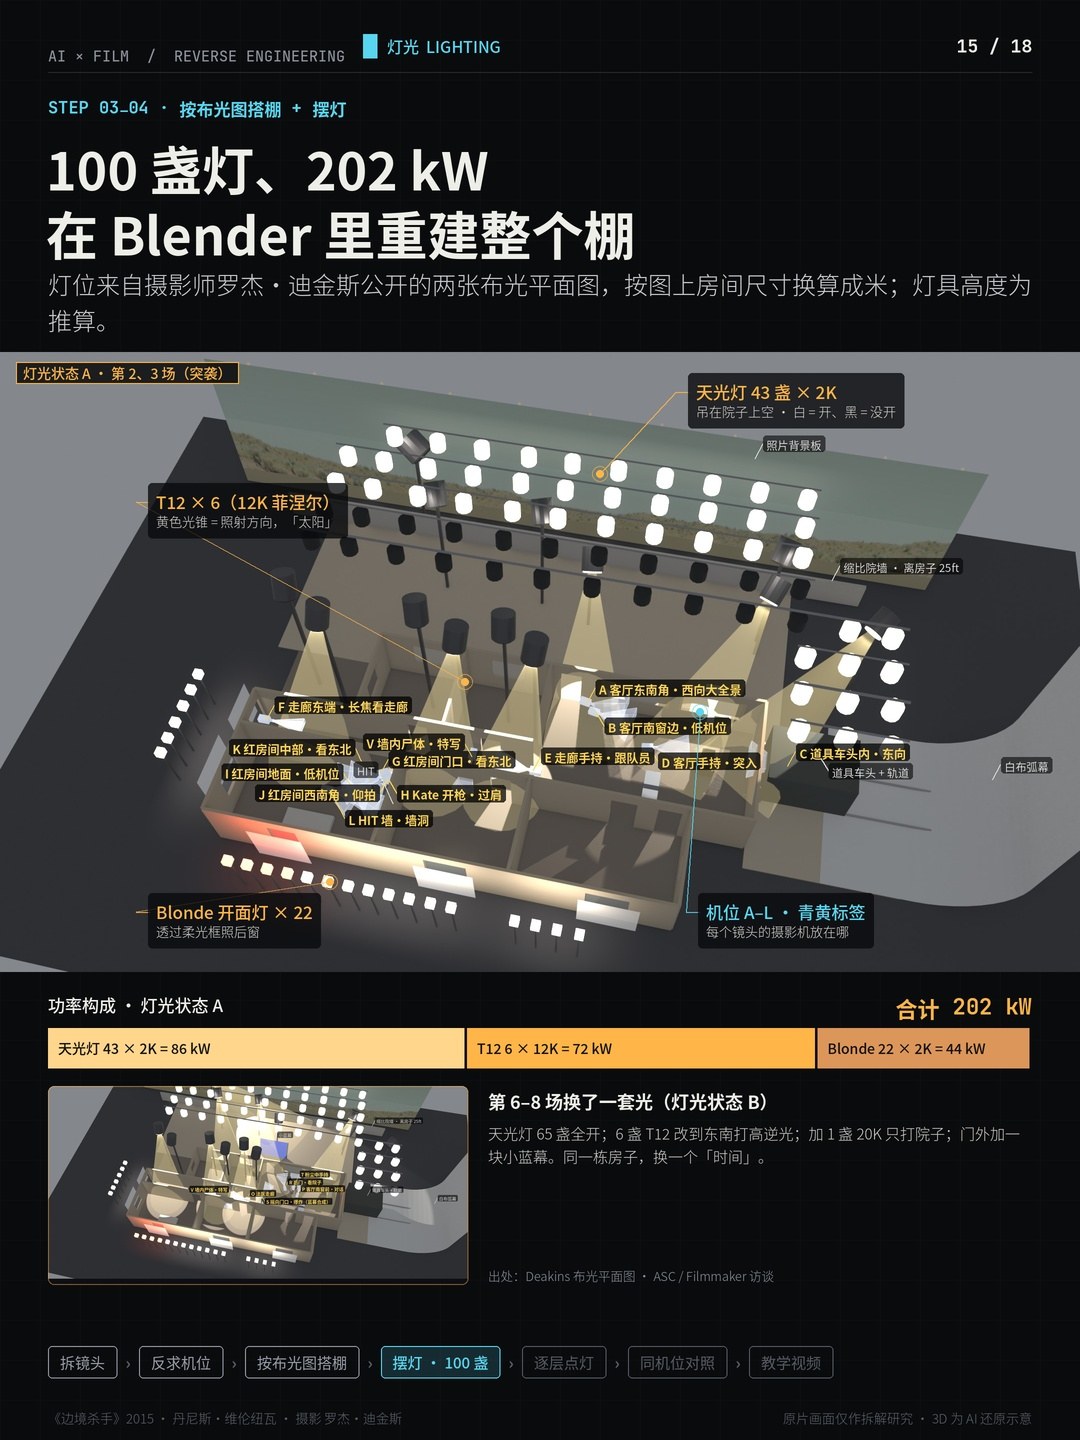 AI × FILM / REVERSE ENGINEERING
灯光 LIGHTING
15 / 18
STEP 03–04 · 按布光图搭棚 + 摆灯
100 盏灯、202 kW
在 Blender 里重建整个棚
灯位来自摄影师罗杰·迪金斯公开的两张布光平面图，按图上房间尺寸换算成米；灯具高度为
推算。
灯光状态 A · 第 2、3 场（突袭）
天光灯 43 盏 × 2K
吊在院子上空 · 白 = 开、黑 = 没开
照片背景板
T12 × 6（12K 菲涅尔）
黄色光锥 = 照射方向，「太阳」
缩比院墙 · 离房子 25ft
A 客厅东南角 · 西向大全景
F 走廊东端 · 长焦看走廊
B 客厅南窗边 · 低机位
K 红房间中部 · 看东北
V 墙内尸体 · 特写
G 红房间门口 · 看东北
E 走廊手持 · 跟队员
D 客厅手持 · 突入
C 道具车头内 · 东向
I 红房间地面 · 低机位
HIT
道具车头 + 轨道
白布弧幕
J 红房间西南角 · 仰拍
H Kate 开枪 · 过肩
L HIT 墙 · 墙洞
Blonde 开面灯 × 22
透过柔光框照后窗
机位 A–L · 青黄标签
每个镜头的摄影机放在哪
功率构成 · 灯光状态 A
合计 202 kW
天光灯 43 × 2K = 86 kW
T12 6 × 12K = 72 kW
Blonde 22 × 2K = 44 kW
第 6–8 场换了一套光（灯光状态 B）
天光灯 65 盏全开；6 盏 T12 改到东南打高逆光；加 1 盏 20K 只打院子；门外加一
块小蓝幕。同一栋房子，换一个「时间」。
出处：Deakins 布光平面图 · ASC / Filmmaker 访谈
拆镜头 › 反求机位 › 按布光图搭棚 › 摆灯 · 100 盏 › 逐层点灯 › 同机位对照 › 教学视频
《边境杀手》2015 · 丹尼斯·维伦纽瓦 · 摄影 罗杰·迪金斯
原片画面仅作拆解研究 · 3D 为 AI 还原示意